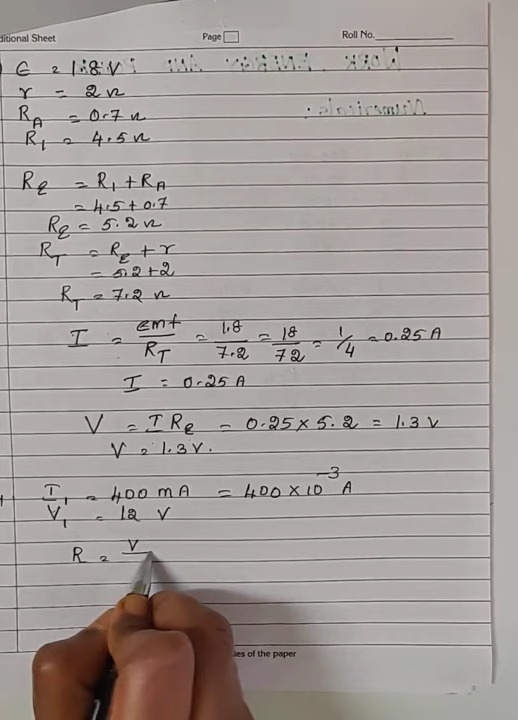 ditional Sheet Page Roll No.
ε = 1.8 V
r = 2 Ω
R_A = 0.7 Ω
R_1 = 4.5 Ω
R_e = R_1 + R_A
= 4.5 + 0.7
R_e = 5.2 Ω
R_T = R_e + r
= 5.2 + 2
R_T = 7.2 Ω
I = emf/R_T = 1.8/7.2 = 18/72 = 1/4 = 0.25 A
I = 0.25 A
V = I R_e = 0.25 × 5.2 = 1.3 V
V = 1.3 V.
I_1 = 400 mA = 400 × 10^-3 A
V_1 = 12 V
R = V
ies of the paper